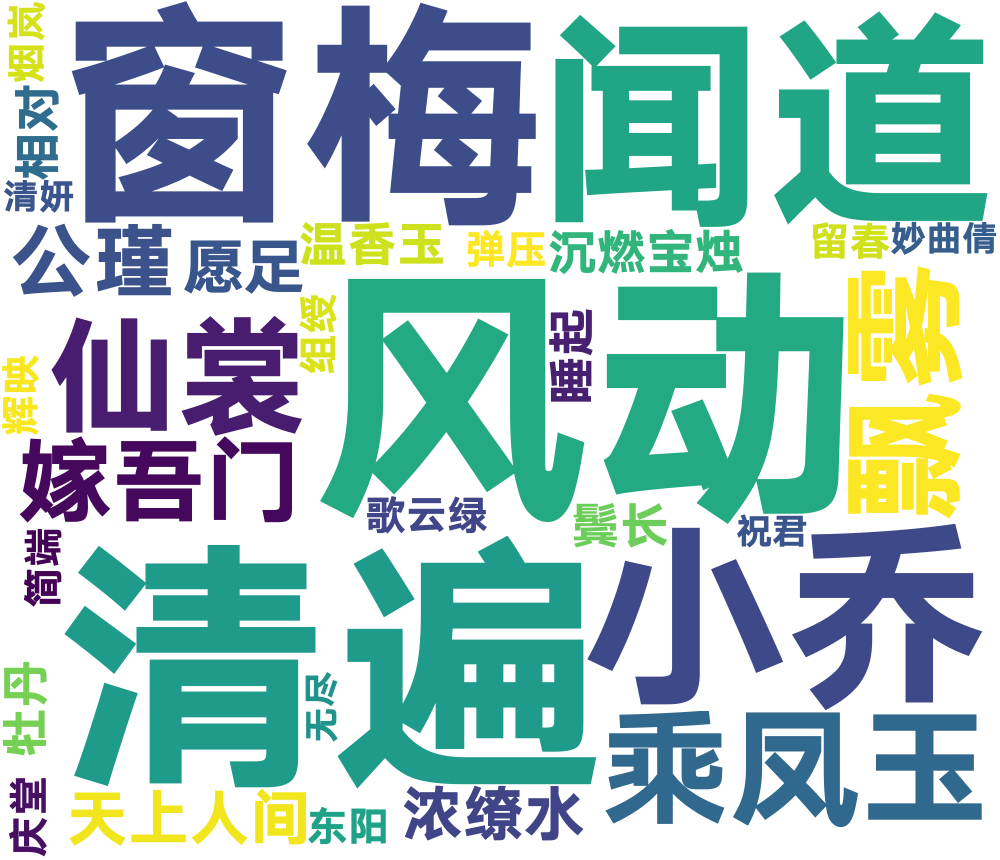 烟岚
窗梅
闻道
相对
清妍
公瑾
愿足
温香玉
弹压
沉燃宝烛
留春
妙曲倩
仙裳
组绶
风动
睡起
飘雾
辉映
嫁吾门
歌云绿
鬓长
祝君
简端
清遍
小乔
牡丹
无尽
乘凤玉
庆堂
天上人间
东阳
浓缭水